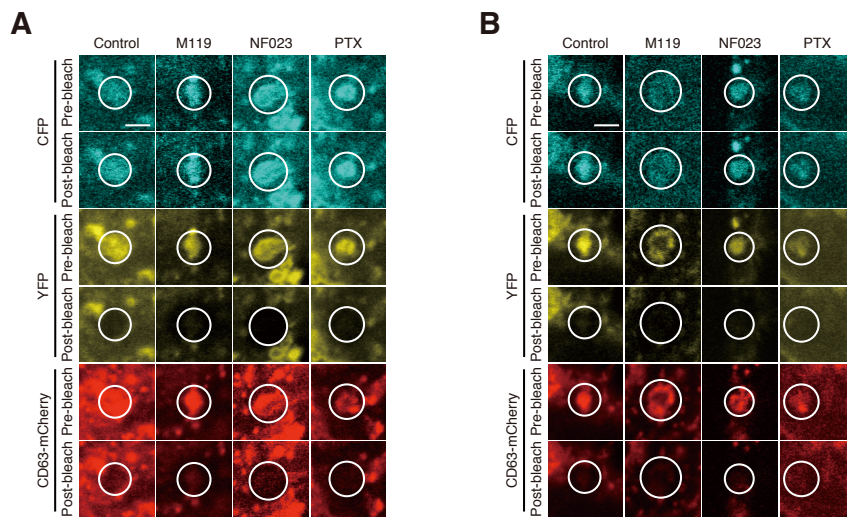 A
Control M119 NF023 PTX
CFP
Pre-bleach
Post-bleach
YFP
Pre-bleach
Post-bleach
CD63-mCherry
Pre-bleach
Post-bleach
B
Control M119 NF023 PTX
CFP
Pre-bleach
Post-bleach
YFP
Pre-bleach
Post-bleach
CD63-mCherry
Pre-bleach
Post-bleach